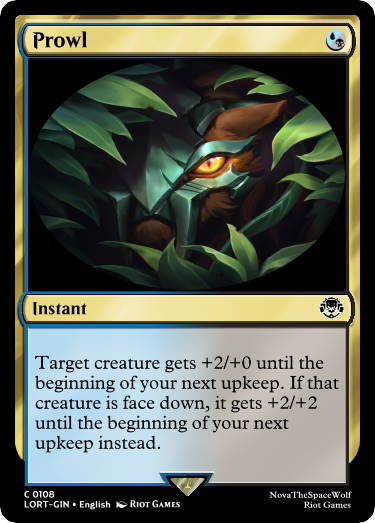 Prowl
Instant
Target creature gets +2/+0 until the
beginning of your next upkeep. If that
creature is face down, it gets +2/+2
until the beginning of your next
upkeep instead.
C 0108
NovaTheSpaceWolf
LORT-GIN • English RIOT GAMES
Riot Games